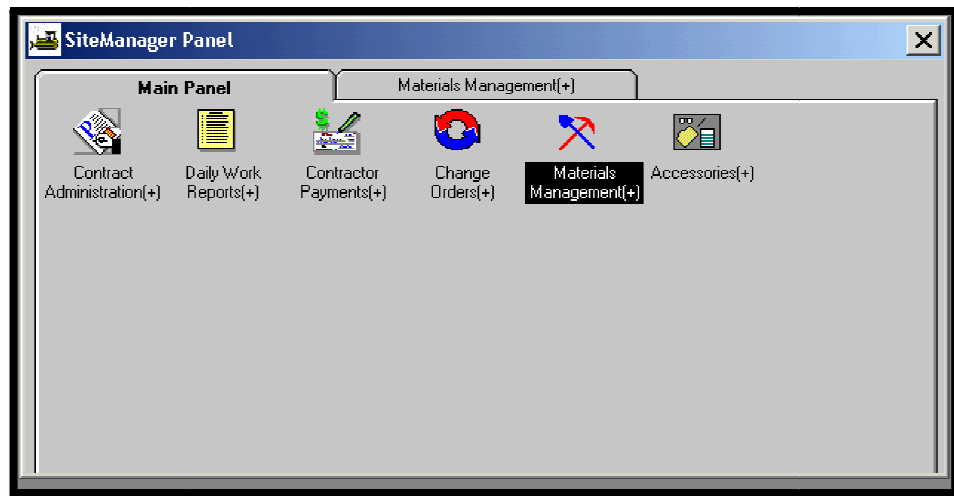 SiteManager Panel
Main Panel
Materials Management(+)
Contract
Administration(+)
Daily Work
Reports(+)
Contractor
Payments(+)
Change
Orders(+)
Materials
Management(+)
Accessories(+)